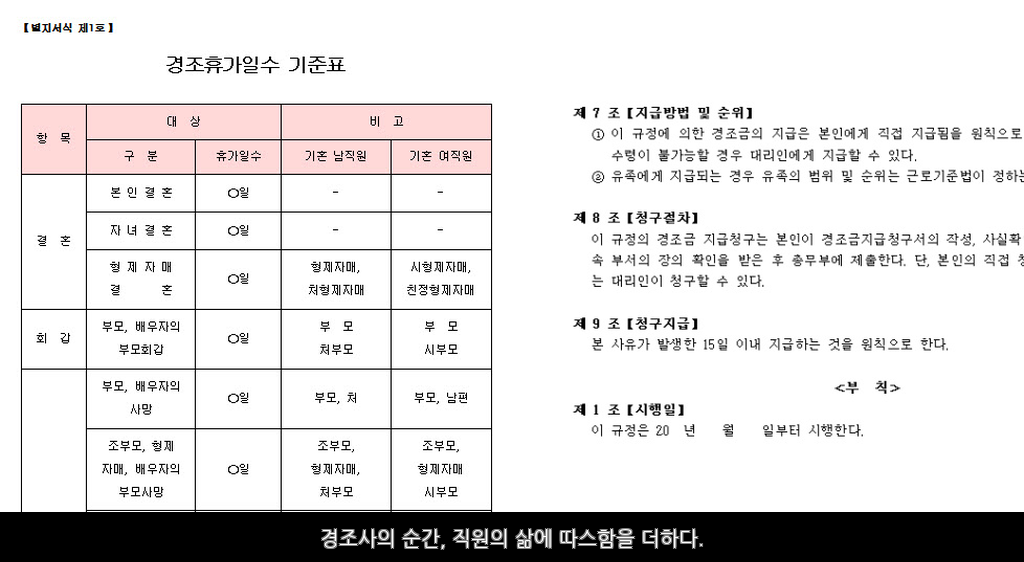 【별지서식 제1호】
경조휴가일수 기준표
항 목
대 상
비 고
구 분
휴가일수
기혼 남직원
기혼 여직원
결 혼
본 인 결 혼
○일
-
-
자 녀 결 혼
○일
-
-
형 제 자 매
결 혼
○일
형제자매,
처형제자매
시형제자매,
친정형제자매
회 갑
부모, 배우자의
부모회갑
○일
부 모
처부모
부 모
시부모
부모, 배우자의
사망
○일
부모, 처
부모, 남편
조부모, 형제
자매, 배우자의
부모사망
○일
조부모,
형제자매,
처부모
조부모,
형제자매
시부모
제 7 조【지급방법 및 순위】
① 이 규정에 의한 경조금의 지급은 본인에게 직접 지급됨을 원칙으로
수령이 불가능할 경우 대리인에게 지급할 수 있다.
② 유족에게 지급되는 경우 유족의 범위 및 순위는 근로기준법이 정하는
제 8 조【청구절차】
이 규정의 경조금 지급청구는 본인이 경조금지급청구서의 작성, 사실확
속 부서의 장의 확인을 받은 후 총무부에 제출한다. 단, 본인의 직접 청
는 대리인이 청구할 수 있다.
제 9 조【청구지급】
본 사유가 발생한 15일 이내 지급하는 것을 원칙으로 한다.
<부 칙>
제 1 조【시행일】
이 규정은 20 년 월 일부터 시행한다.
경조사의 순간, 직원의 삶에 따스함을 더하다.